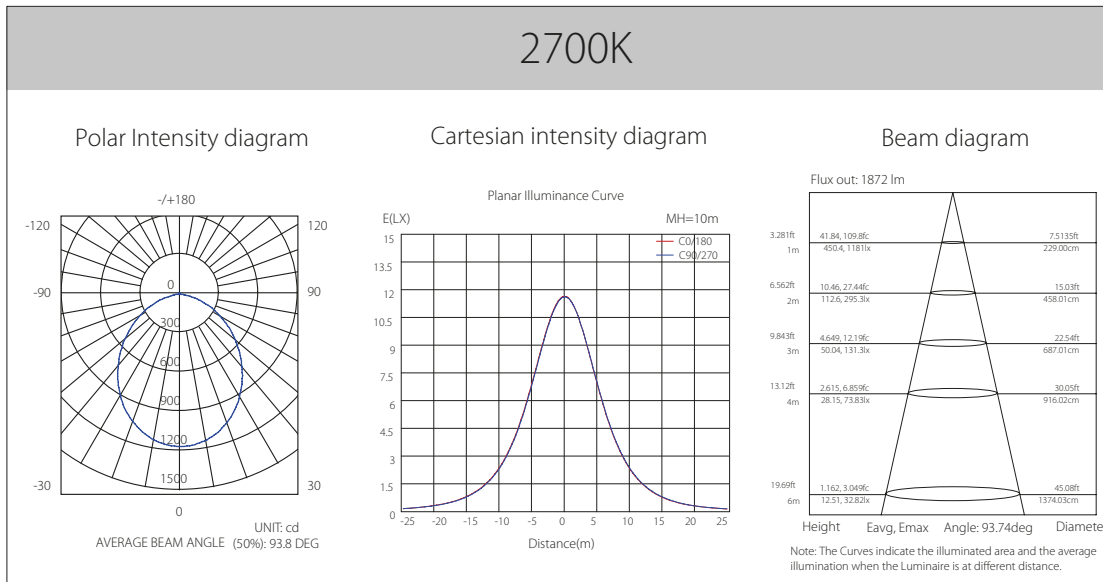 2700K
Polar Intensity diagram
Cartesian intensity diagram
Beam diagram
-/+180
-120
120
-90
90
0
300
600
900
1200
1500
-30
30
0
UNIT: cd
AVERAGE BEAM ANGLE (50%): 93.8 DEG
Planar Illuminance Curve
E(LX)
MH=10m
C0/180
C90/270
15
13.5
12
10.5
9
7.5
6
4.5
3
1.5
0
-25 -20 -15 -10 -5 0 5 10 15 20 25
Distance(m)
Flux out: 1872 lm
3.281ft 41.84, 109.8fc 7.5135ft
1m 450.4, 1181lx 229.00cm
6.562ft 10.46, 27.44fc 15.03ft
2m 112.6, 295.3lx 458.01cm
9.843ft 4.649, 12.19fc 22.54ft
3m 50.04, 131.3lx 687.01cm
13.12ft 2.615, 6.859fc 30.05ft
4m 28.15, 73.83lx 916.02cm
19.69ft 1.162, 3.049fc 45.08ft
6m 12.51, 32.82lx 1374.03cm
Height Eavg, Emax Angle: 93.74deg Diamete
Note: The Curves indicate the illuminated area and the average
illumination when the Luminaire is at different distance.